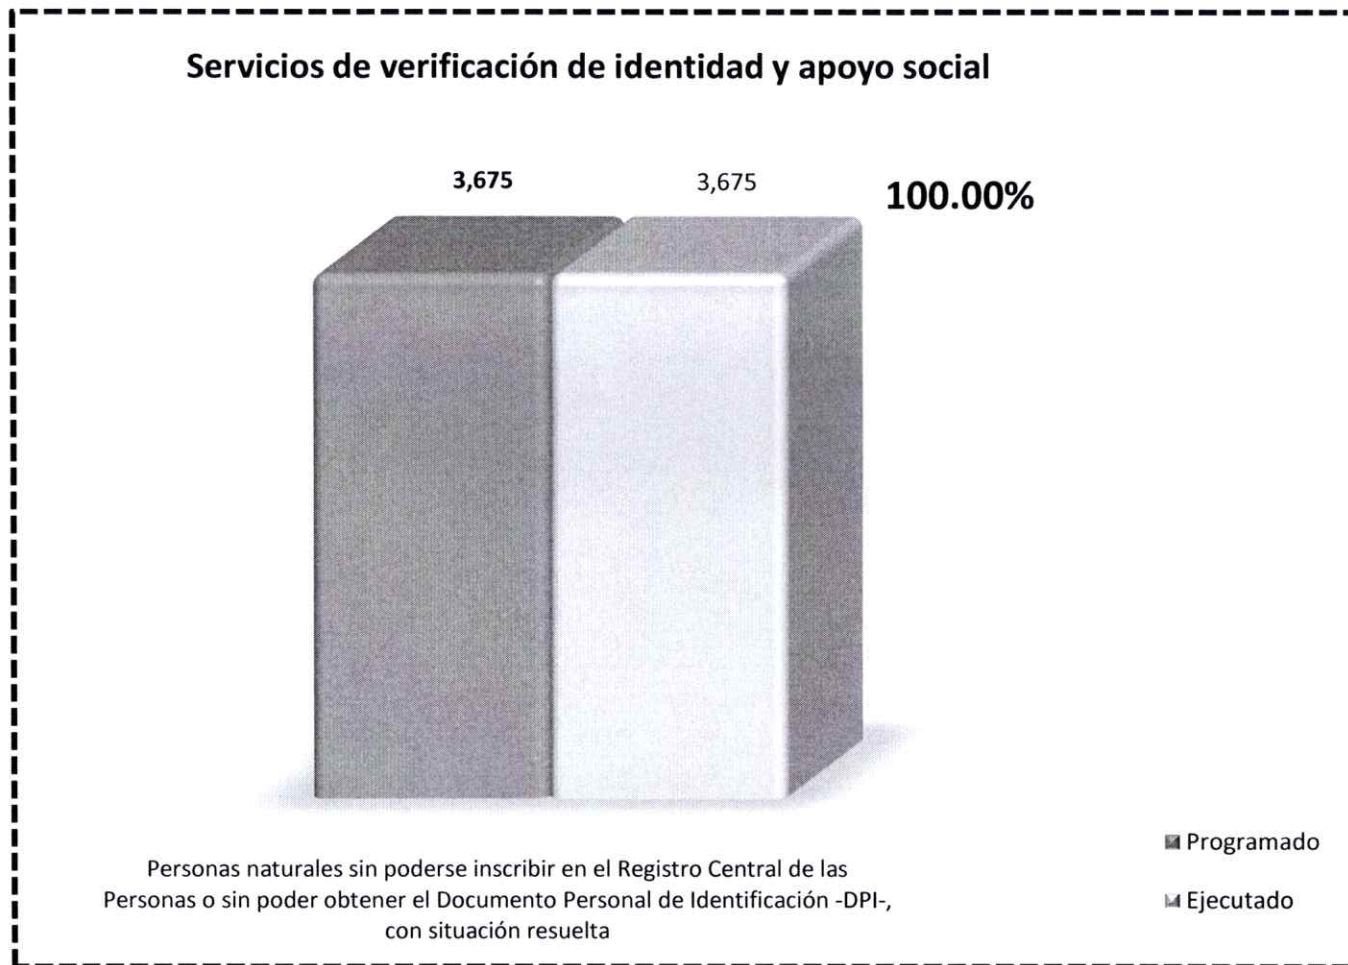 Servicios de verificación de identidad y apoyo social
3,675
3,675
100.00%
Personas naturales sin poderse inscribir en el Registro Central de las
Personas o sin poder obtener el Documento Personal de Identificación -DPI-,
con situación resuelta
Programado
Ejecutado